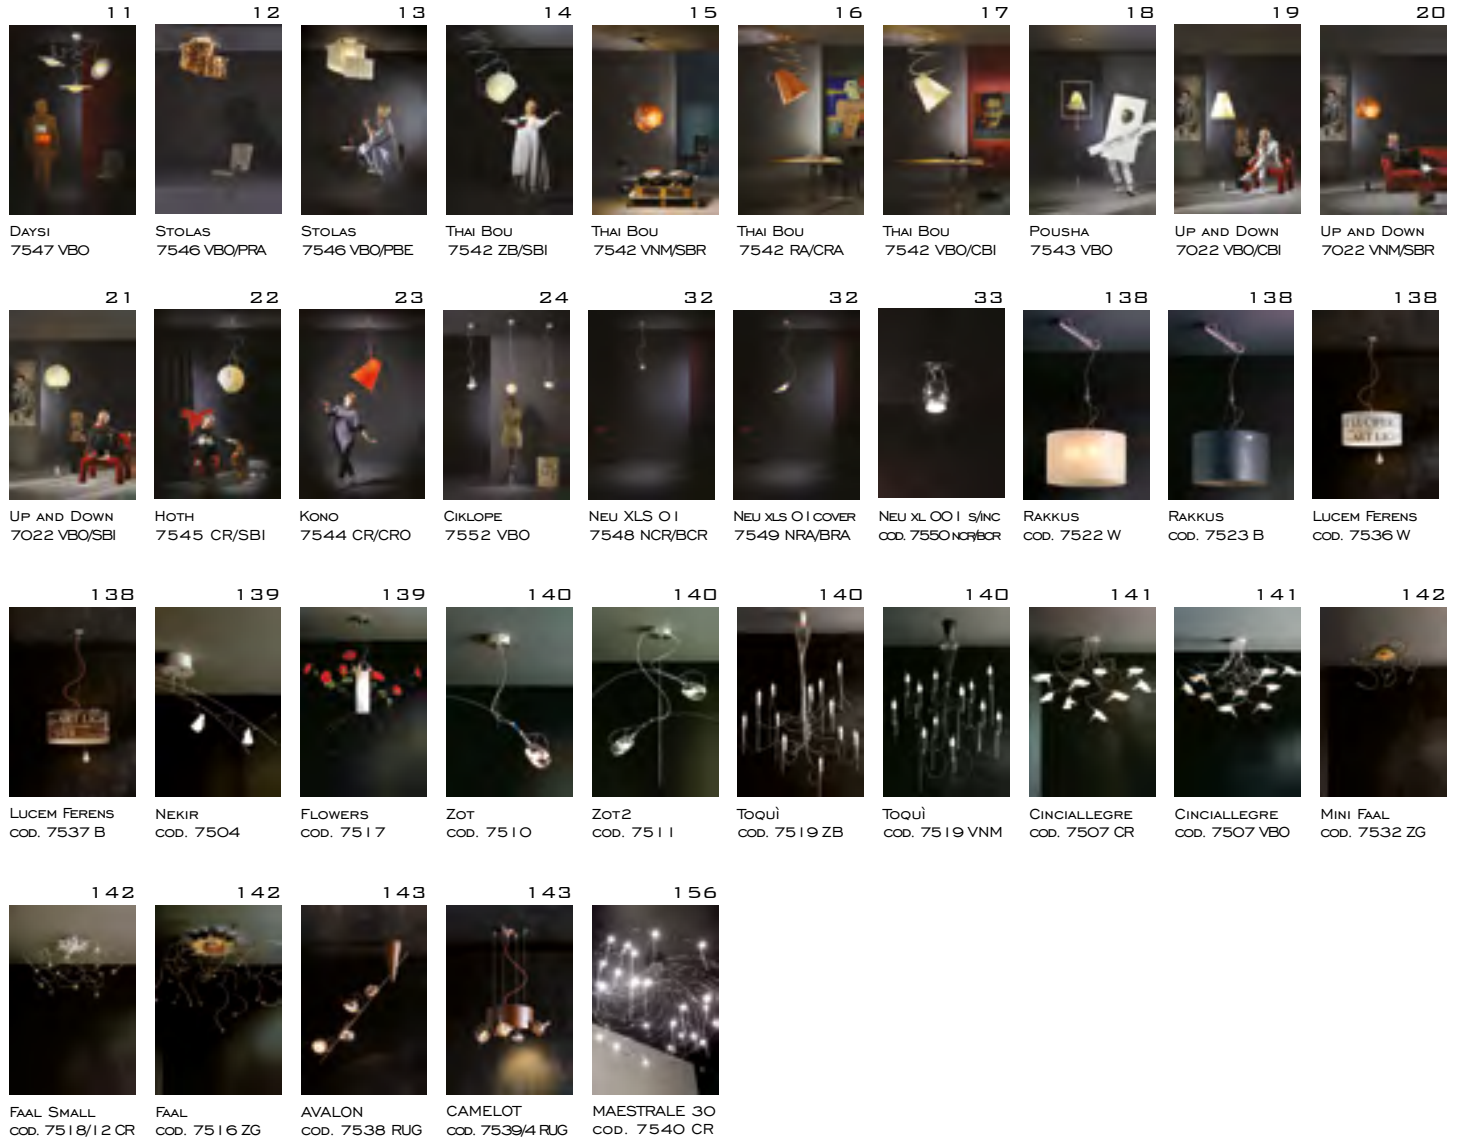 11 12 13 14 15 16 17 18 19 20
Daysi
7547 VBO
Stolas
7546 VBO/PRA
Stolas
7546 VBO/PBE
Thai Bou
7542 ZB/SBI
Thai Bou
7542 VNM/SBR
Thai Bou
7542 RA/CRA
Thai Bou
7542 VBO/CBI
Pousha
7543 VBO
Up and Down
7022 VBO/CBI
Up and Down
7022 VNM/SBR
21 22 23 24 32 32 33 138 138 138
Up and Down
7022 VBO/SBI
Hoth
7545 CR/SBI
Kono
7544 CR/CRO
Ciklope
7552 VBO
Neu XLS 01
7548 NCR/BCR
Neu xls 01 cover
7549 NRA/BRA
Neu xl 001 s/inc
cod. 7550 NCR/BCR
Rakkus
cod. 7522 W
Rakkus
cod. 7523 B
Lucem Ferens
cod. 7536 W
138 139 139 140 140 140 140 141 141 142
ART LIG
Lucem Ferens
cod. 7537 B
Nekir
cod. 7504
Flowers
cod. 7517
Zot
cod. 7510
Zot2
cod. 7511
Toquì
cod. 7519 ZB
Toquì
cod. 7519 VNM
Cinciallegre
cod. 7507 CR
Cinciallegre
cod. 7507 VBO
Mini Faal
cod. 7532 ZG
142 142 143 143 156
Faal Small
cod. 7518/12 CR
Faal
cod. 7516 ZG
AVALON
cod. 7538 RUG
CAMELOT
cod. 7539/4 RUG
MAESTRALE 30
cod. 7540 CR